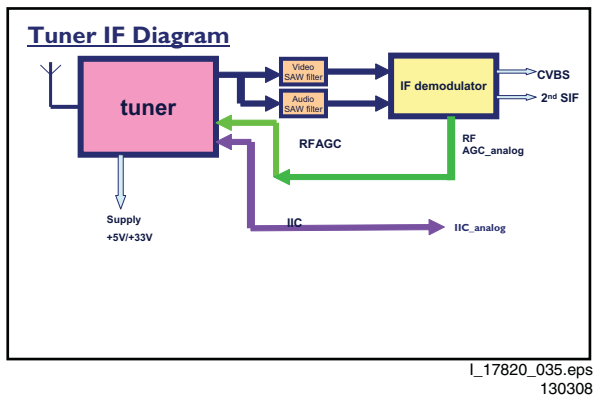 Tuner IF Diagram
Video
SAW filter
Audio
SAW filter
tuner
IF demodulator
CVBS
2nd SIF
RFAGC
RF
AGC_analog
Supply
+5V/+33V
IIC
IIC_analog
I_17820_035.eps
130308